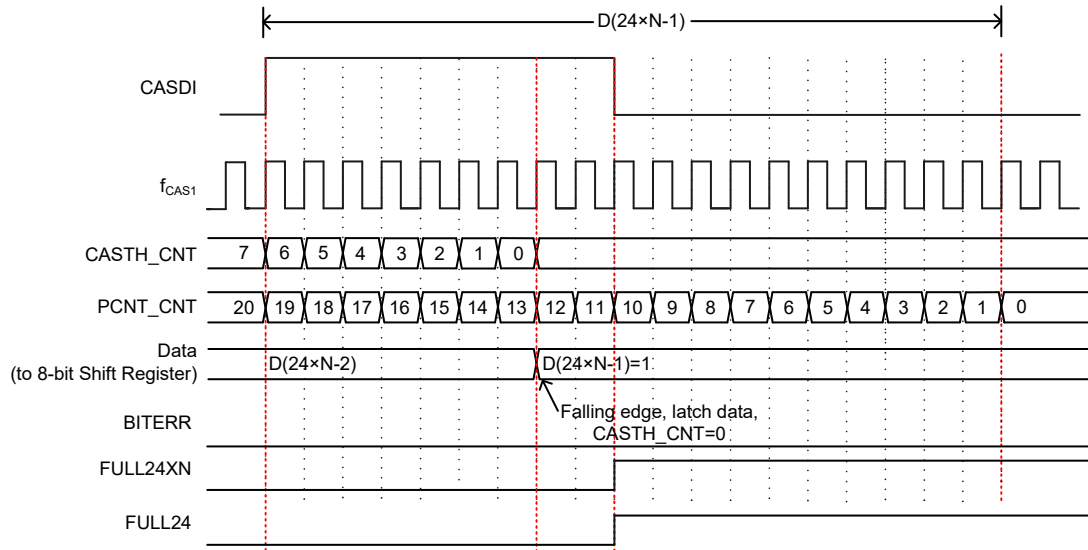 D(24×N-1)
CASDI
fCAS1
CASTH_CNT 7 6 5 4 3 2 1 0
PCNT_CNT 20 19 18 17 16 15 14 13 12 11 10 9 8 7 6 5 4 3 2 1 0
Data
(to 8-bit Shift Register)
D(24×N-2) D(24×N-1)=1
Falling edge, latch data,
CASTH_CNT=0
BITERR
FULL24XN
FULL24